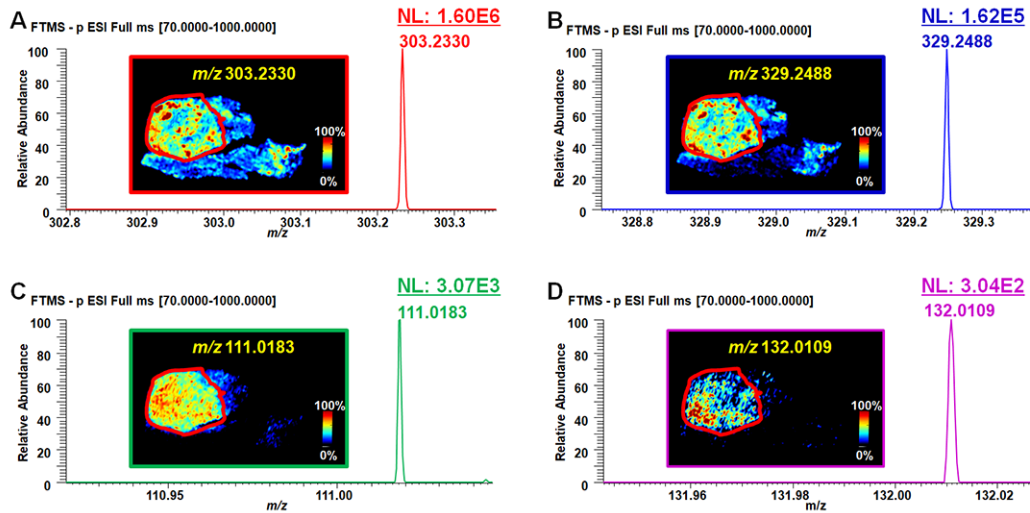 A
NL: 1.60E6
FTMS - p ESI Full ms [70.0000-1000.0000]
303.2330
100
80
60
40
20
0
Relative Abundance
m/z 303.2330
100%
0%
302.8
302.9
303.0
303.1
303.2
303.3
m/z
B
NL: 1.62E5
FTMS - p ESI Full ms [70.0000-1000.0000]
329.2488
100
80
60
40
20
0
Relative Abundance
m/z 329.2488
100%
0%
328.8
328.9
329.0
329.1
329.2
329.3
m/z
C
NL: 3.07E3
FTMS - p ESI Full ms [70.0000-1000.0000]
111.0183
100
80
60
40
20
0
Relative Abundance
m/z 111.0183
100%
0%
110.95
111.00
m/z
D
NL: 3.04E2
FTMS - p ESI Full ms [70.0000-1000.0000]
132.0109
100
80
60
40
20
0
Relative Abundance
m/z 132.0109
100%
0%
131.96
131.98
132.00
132.02
m/z